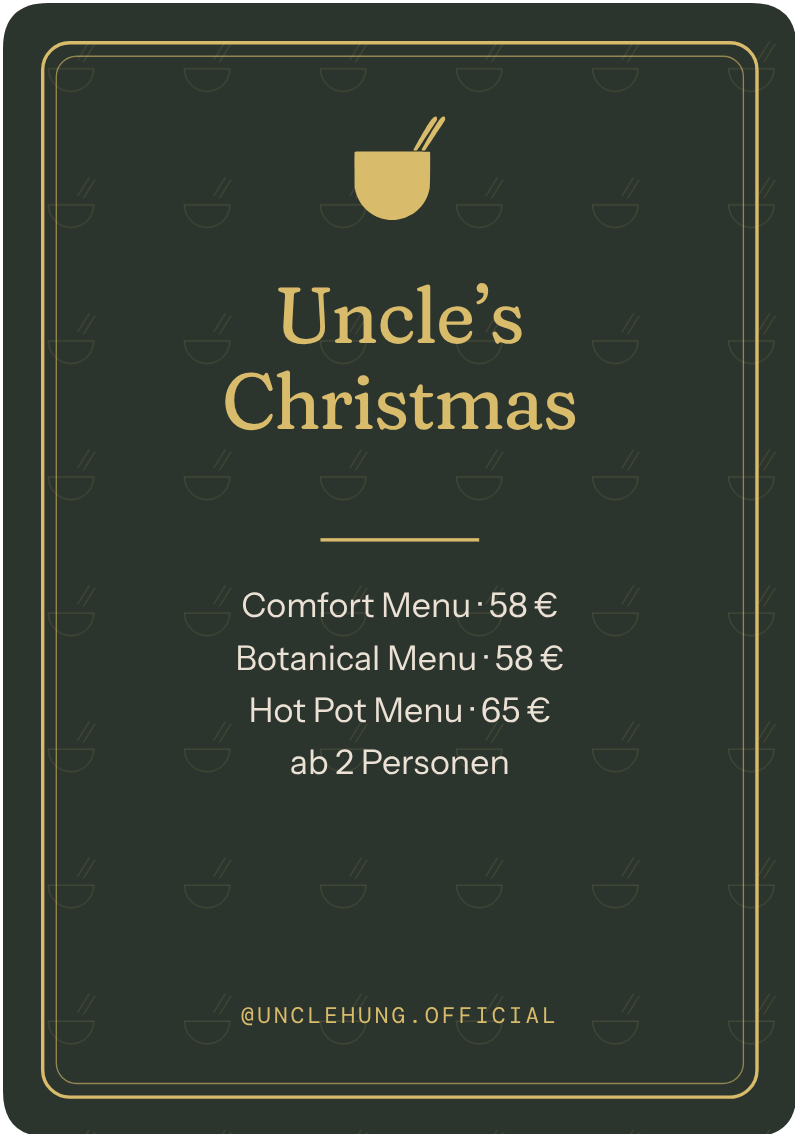 Uncle’s
Christmas
Comfort Menu · 58 €
Botanical Menu · 58 €
Hot Pot Menu · 65 €
ab 2 Personen
@UNCLEHUNG.OFFICIAL